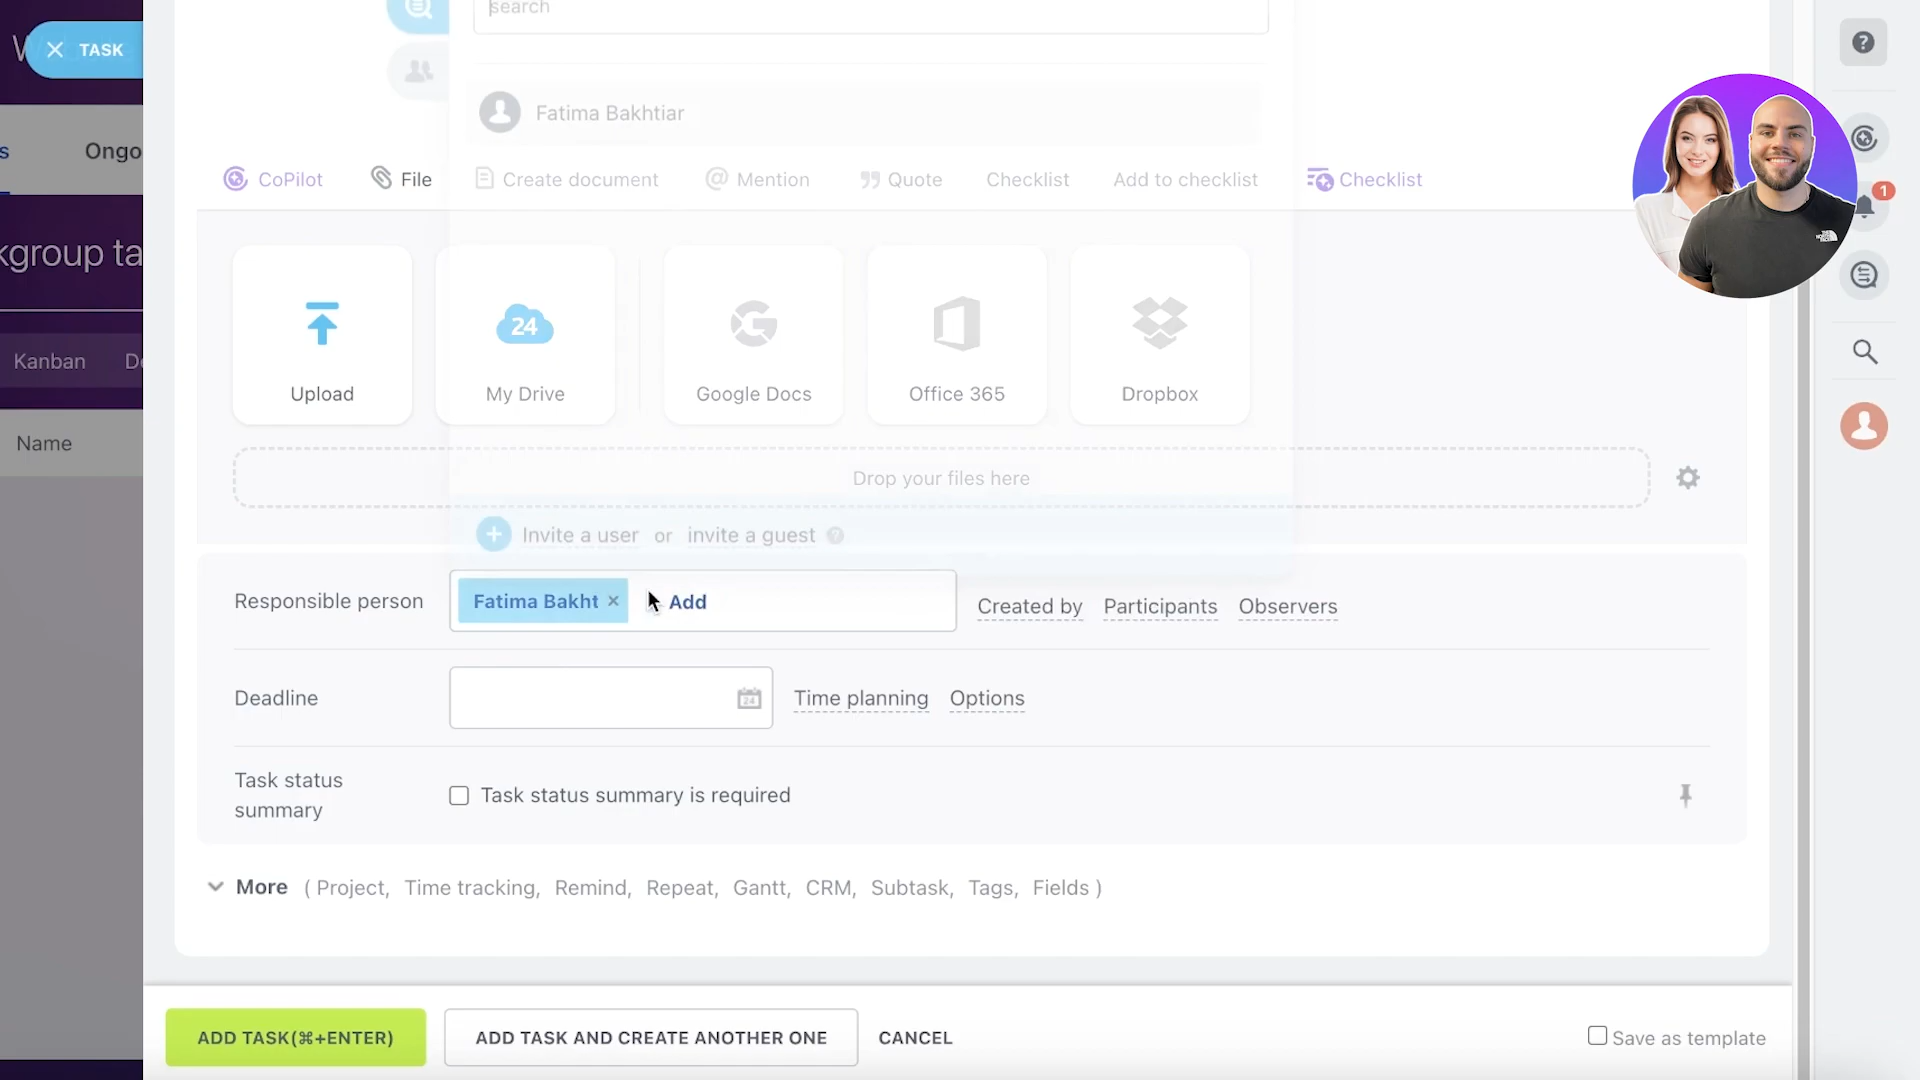 TASK
search
Fatima Bakhtiar
Ongo
CoPilot File Create document Mention Quote Checklist Add to checklist Checklist
1
kgroup ta
24
Upload My Drive Google Docs Office 365 Dropbox
Kanban
Name
Drop your files here
Invite a user or invite a guest
Responsible person Fatima Bakht × Add Created by Participants Observers
Deadline 24 Time planning Options
Task status summary
Task status summary is required
More ( Project, Time tracking, Remind, Repeat, Gantt, CRM, Subtask, Tags, Fields )
ADD TASK(⌘+ENTER) ADD TASK AND CREATE ANOTHER ONE CANCEL Save as template